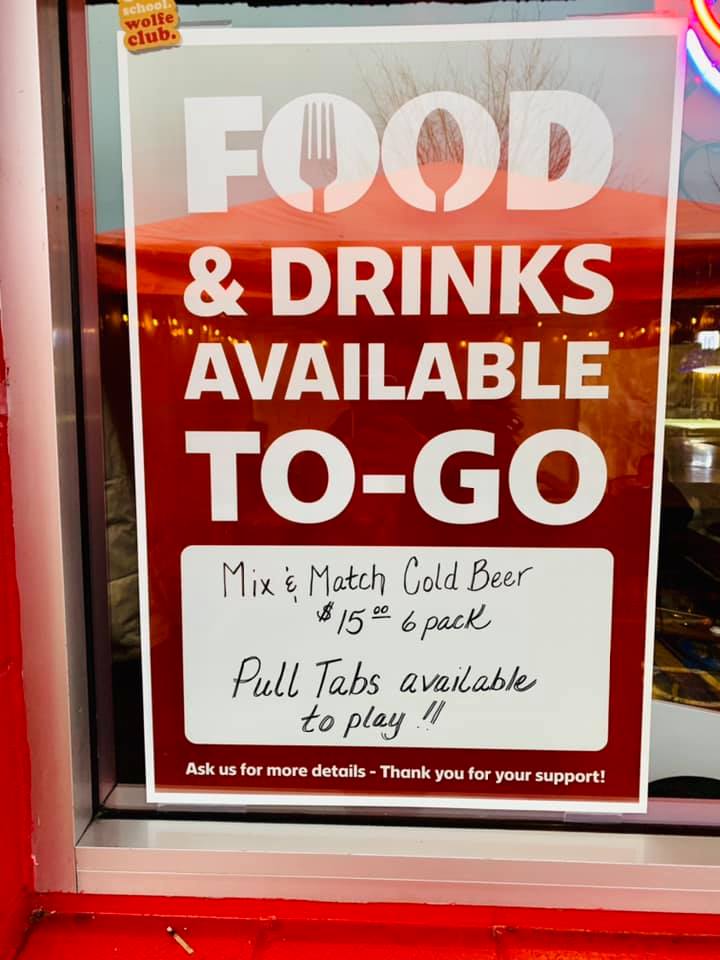 school.
wolfe
club.
FOOD
& DRINKS
AVAILABLE
TO-GO
Mix & Match Cold Beer
$15.00 6 pack
Pull Tabs available
to play !!
Ask us for more details - Thank you for your support!